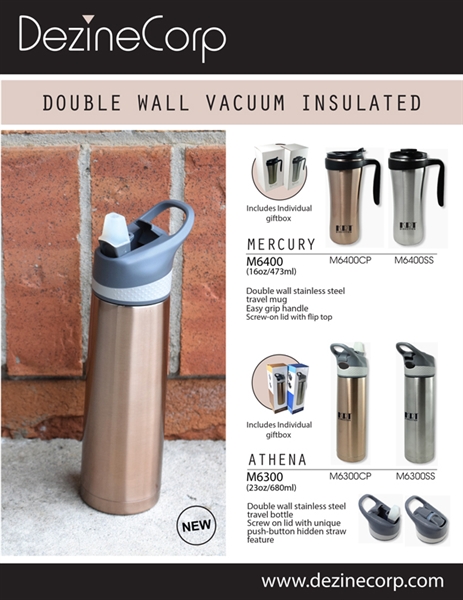 DezineCorp
DOUBLE WALL VACUUM INSULATED
Includes Individual
giftbox
MERCURY
M6400
(16oz/473ml)
M6400CP
M6400SS
Double wall stainless steel
travel mug
Easy grip handle
Screw-on lid with flip top
Includes Individual
giftbox
ATHENA
M6300
(23oz/680ml)
M6300CP
M6300SS
Double wall stainless steel
travel bottle
Screw on lid with unique
push-button hidden straw
feature
NEW
www.dezinecorp.com